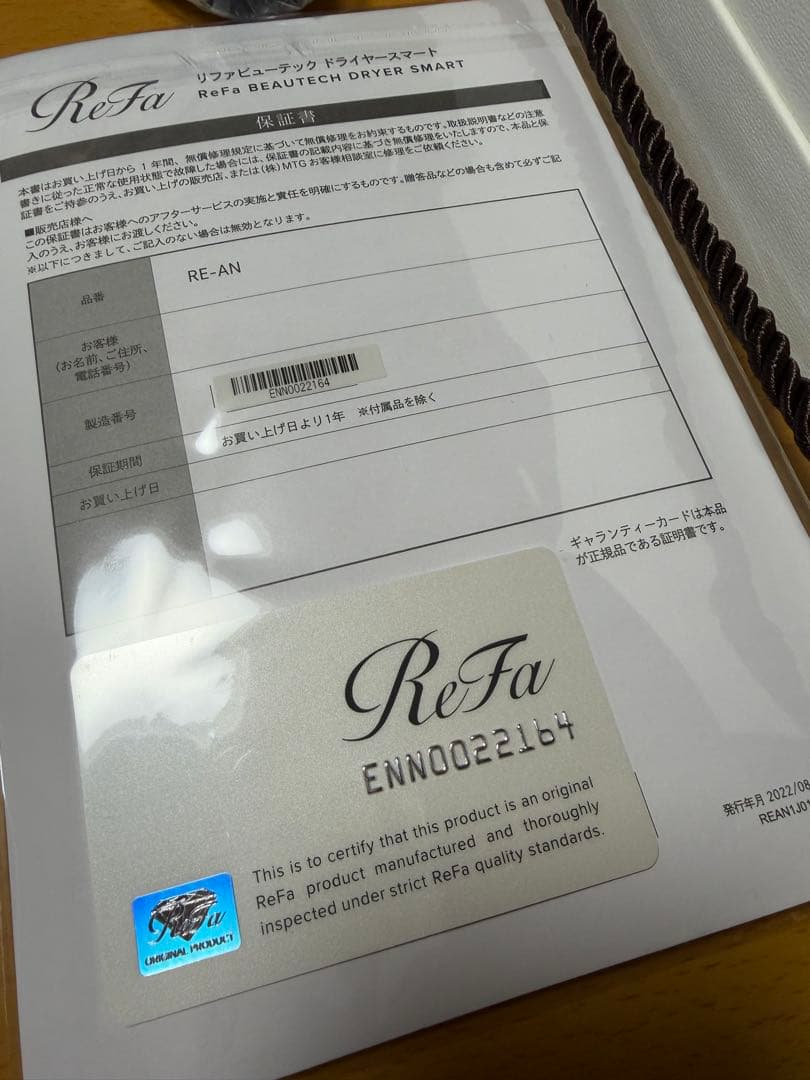 ReFa
リファビューテック ドライヤースマート
ReFa BEAUTECH DRYER SMART
保証書
本書はお買い上げ日から 1 年間、無償修理規定に基づいて無償修理をお約束するものです。取扱説明書などの注意
書きに従った正常な使用状態で故障した場合には、保証書の記載内容に基づき無償修理をいたしますので、本品と保
証書をご持参のうえ、お買い上げの販売店、または(株)MTGお客様相談室に修理をご依頼ください。
■販売店様へ
この保証書はお客様へのアフターサービスの実施と責任を明確にするものです。贈答品などの場合も含めて必ずご記
入のうえ、お客様にお渡しください。
※以下につきまして、ご記入のない場合は無効となります。
品番
RE-AN
お客様
(お名前、ご住所、
電話番号)
製造番号
ENN0022164
保証期間
お買い上げ日より1年 ※付属品を除く
お買い上げ日
ギャランティーカードは本品
が正規品である証明書です。
ReFa
ENN0022164
This is to certify that this product is an original
ReFa product manufactured and thoroughly
inspected under strict ReFa quality standards.
ReFa
ORIGINAL PRODUCT
発行年月 2022/08
REAN1J01